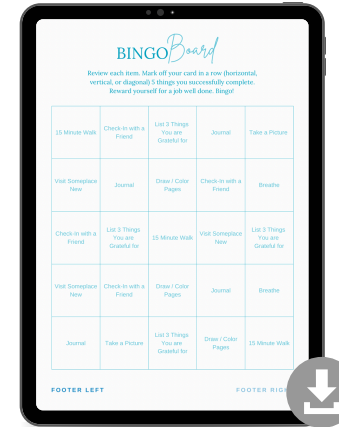 BINGO Board
Review each item. Mark off your card in a row (horizontal,
vertical, or diagonal) 5 things you successfully complete.
Reward yourself for a job well done. Bingo!
15 Minute Walk
Check-In with a
Friend
List 3 Things
You are
Grateful for
Journal
Take a Picture
Visit Someplace
New
Journal
Draw / Color
Pages
Check-In with a
Friend
Breathe
Check-In with a
Friend
List 3 Things
You are
Grateful for
15 Minute Walk
Visit Someplace
New
List 3 Things
You are
Grateful for
Visit Someplace
New
Check-In with a
Friend
Draw / Color
Pages
Journal
Breathe
Journal
Take a Picture
List 3 Things
You are
Grateful for
Draw / Color
Pages
15 Minute Walk
FOOTER LEFT
FOOTER